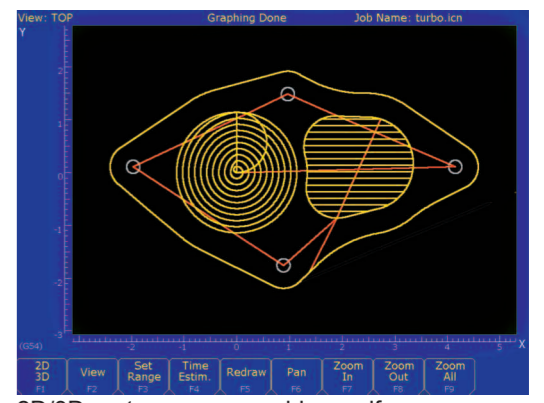 View: TOP Graphing Done Job Name: turbo.icn
Y
2
1
0
-1
-2
-3
(G54) -2 -1 0 1 2 3 4 5 X
2D 3D F1
View F2
Set Range F3
Time Estim. F4
Redraw F5
Pan F6
Zoom In F7
Zoom Out F8
Zoom All F9